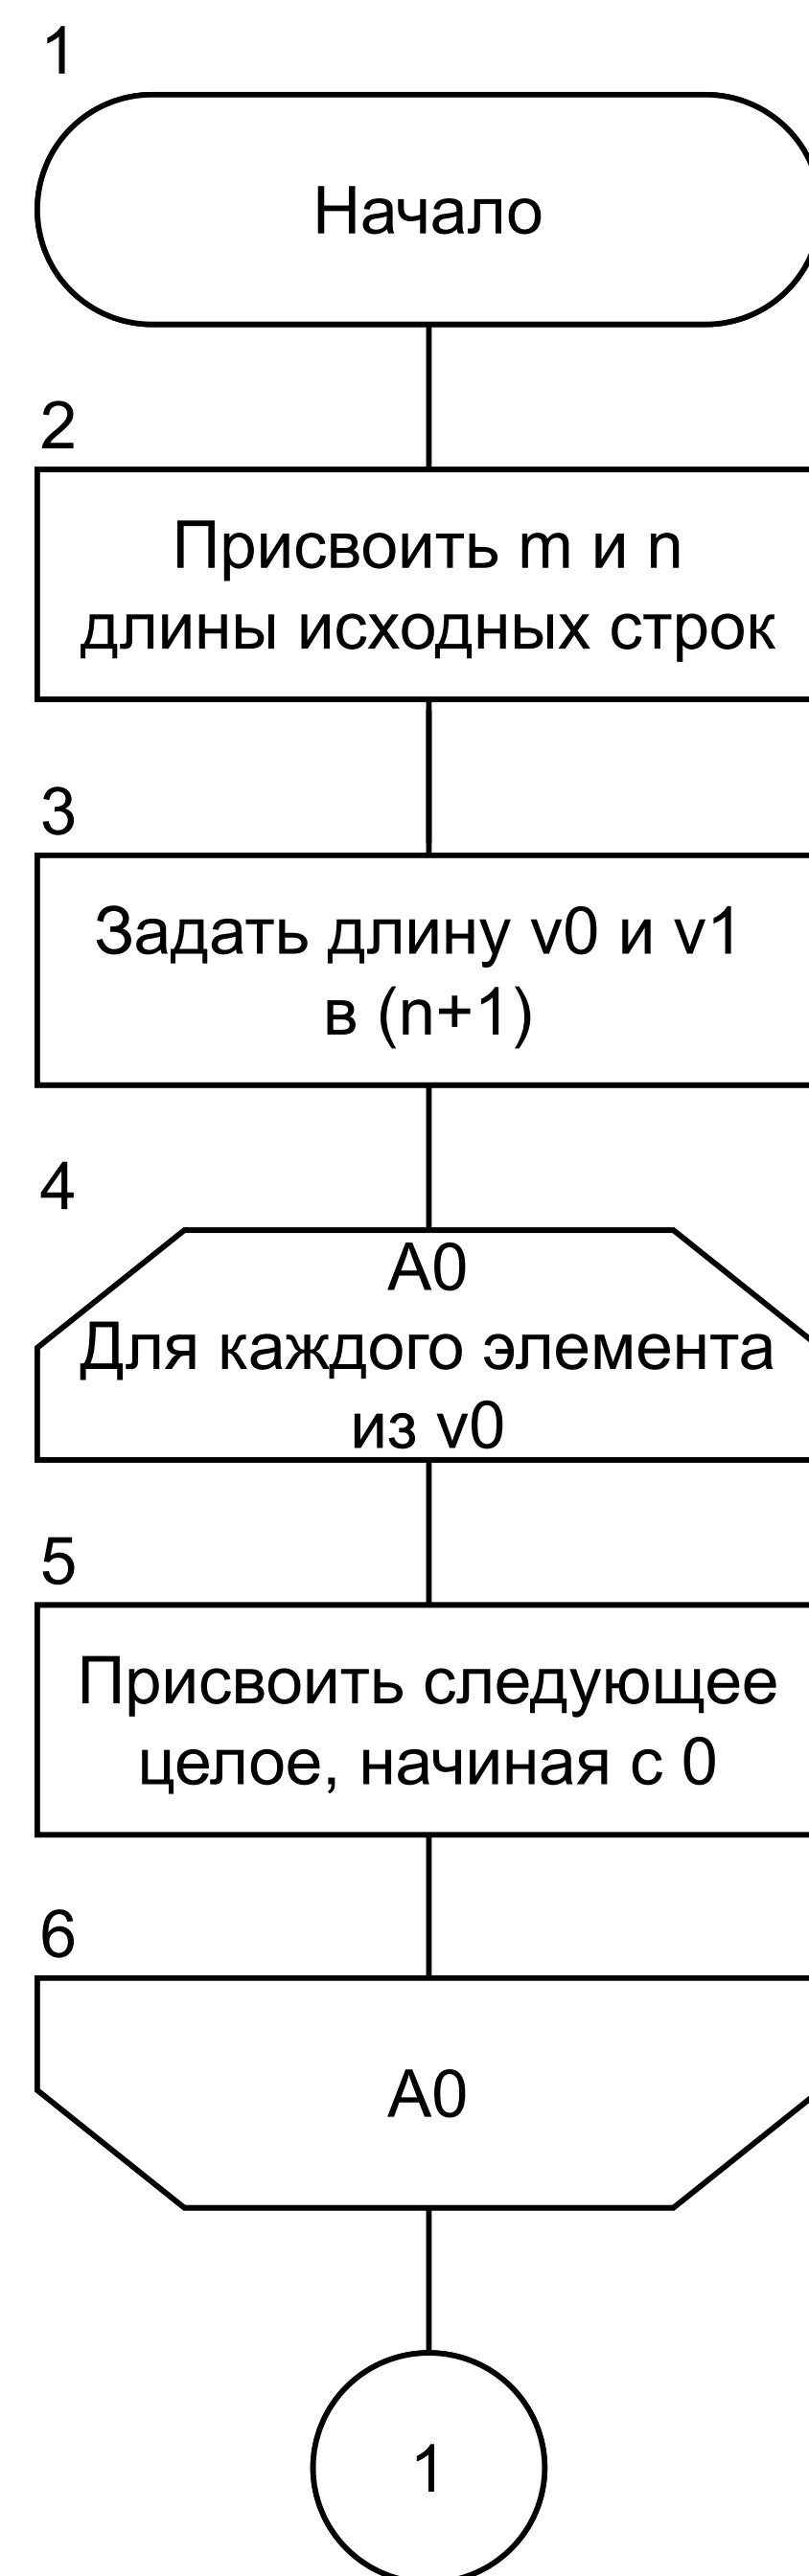 1
Начало
2
Присвоить m и n
длины исходных строк
3
Задать длину v0 и v1
в (n+1)
4
A0
Для каждого элемента
из v0
5
Присвоить следующее
целое, начиная с 0
6
A0
1